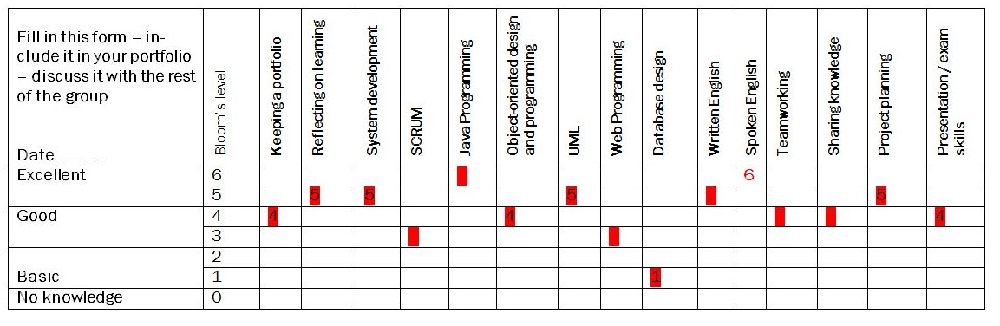 Fill in this form – in-
clude it in your portfolio
– discuss it with the rest
of the group
Date..........
Bloom's level
Keeping a portfolio
Reflecting on learning
System development
SCRUM
Java Programming
Object-oriented design
and programming
UML
Web Programming
Database design
Written English
Spoken English
Teamworking
Sharing knowledge
Project planning
Presentation / exam
skills
Excellent 6 6
5 5 5 5 5
Good 4 4 4 4
3
2
Basic 1 1
No knowledge 0